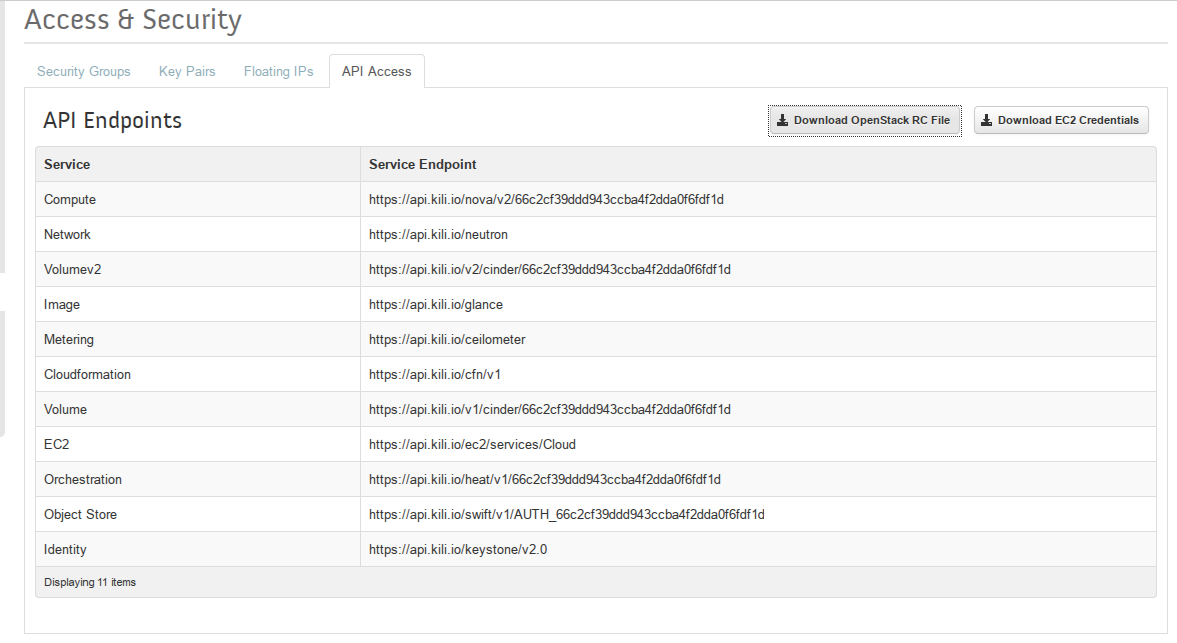 Access & Security
Security Groups Key Pairs Floating IPs API Access
API Endpoints Download OpenStack RC File Download EC2 Credentials
Service Service Endpoint
Compute https://api.kili.io/nova/v2/66c2cf39ddd943ccba4f2dda0f6fdf1d
Network https://api.kili.io/neutron
Volumev2 https://api.kili.io/v2/cinder/66c2cf39ddd943ccba4f2dda0f6fdf1d
Image https://api.kili.io/glance
Metering https://api.kili.io/ceilometer
Cloudformation https://api.kili.io/cfn/v1
Volume https://api.kili.io/v1/cinder/66c2cf39ddd943ccba4f2dda0f6fdf1d
EC2 https://api.kili.io/ec2/services/Cloud
Orchestration https://api.kili.io/heat/v1/66c2cf39ddd943ccba4f2dda0f6fdf1d
Object Store https://api.kili.io/swift/v1/AUTH_66c2cf39ddd943ccba4f2dda0f6fdf1d
Identity https://api.kili.io/keystone/v2.0
Displaying 11 items